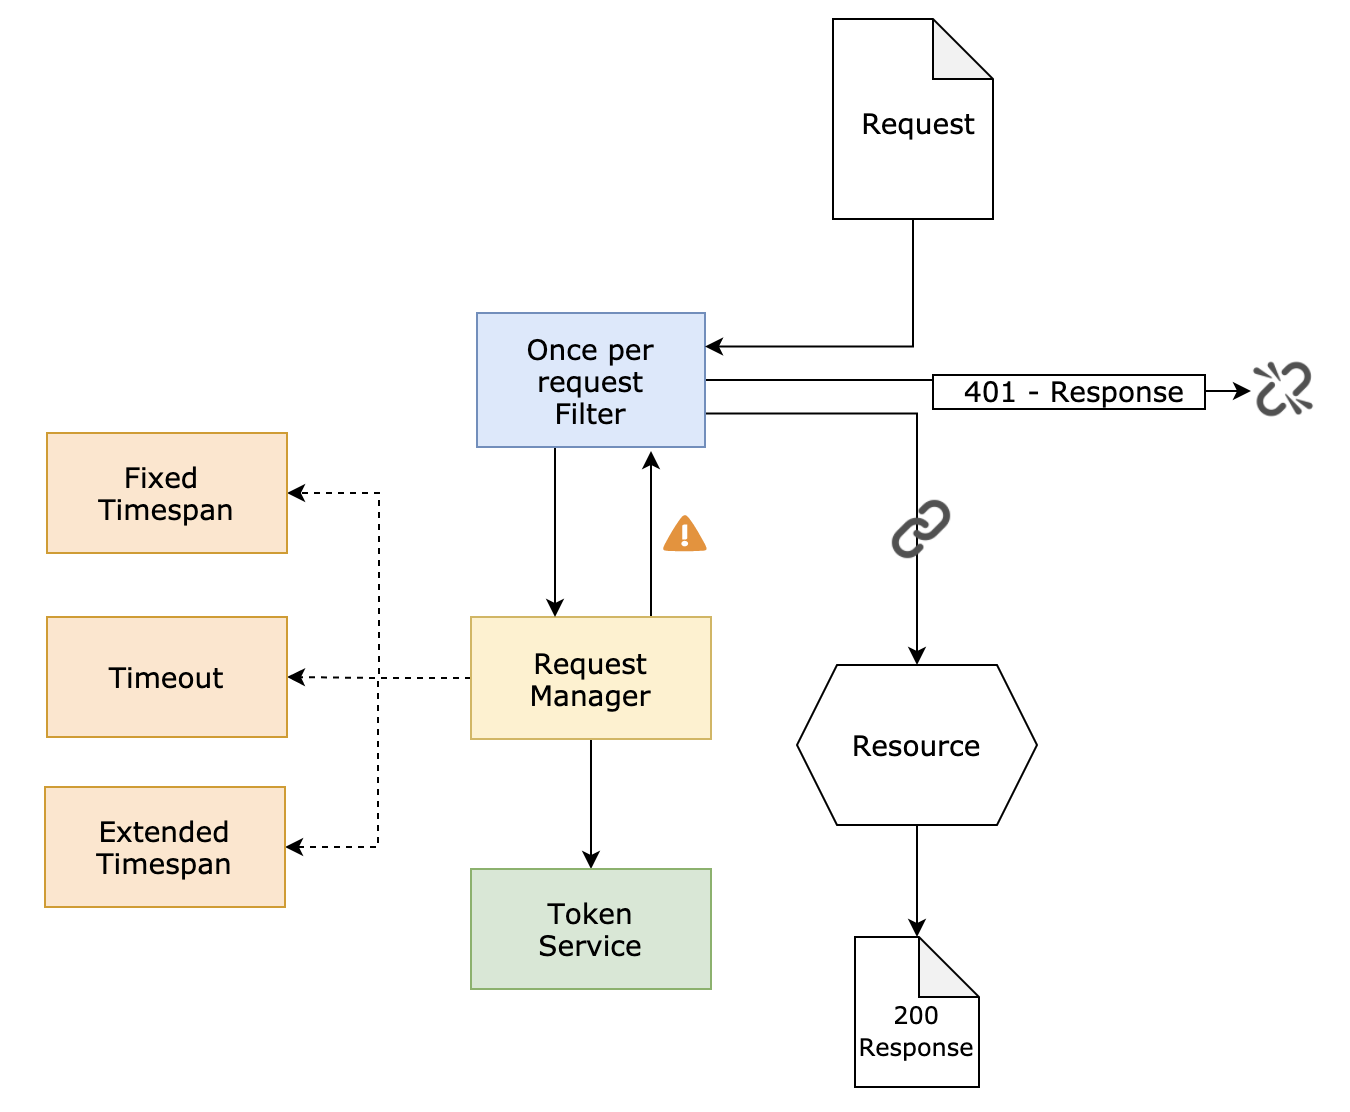 Request
Once per
request
Filter
401 - Response
Fixed
Timespan
Timeout
Request
Manager
Resource
Extended
Timespan
Token
Service
200
Response